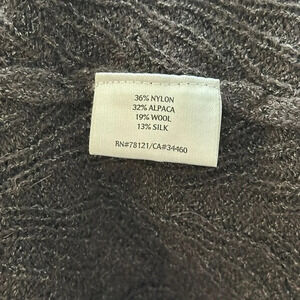 36% NYLON
32% ALPACA
19% WOOL
13% SILK
RN#78121/CA#34460